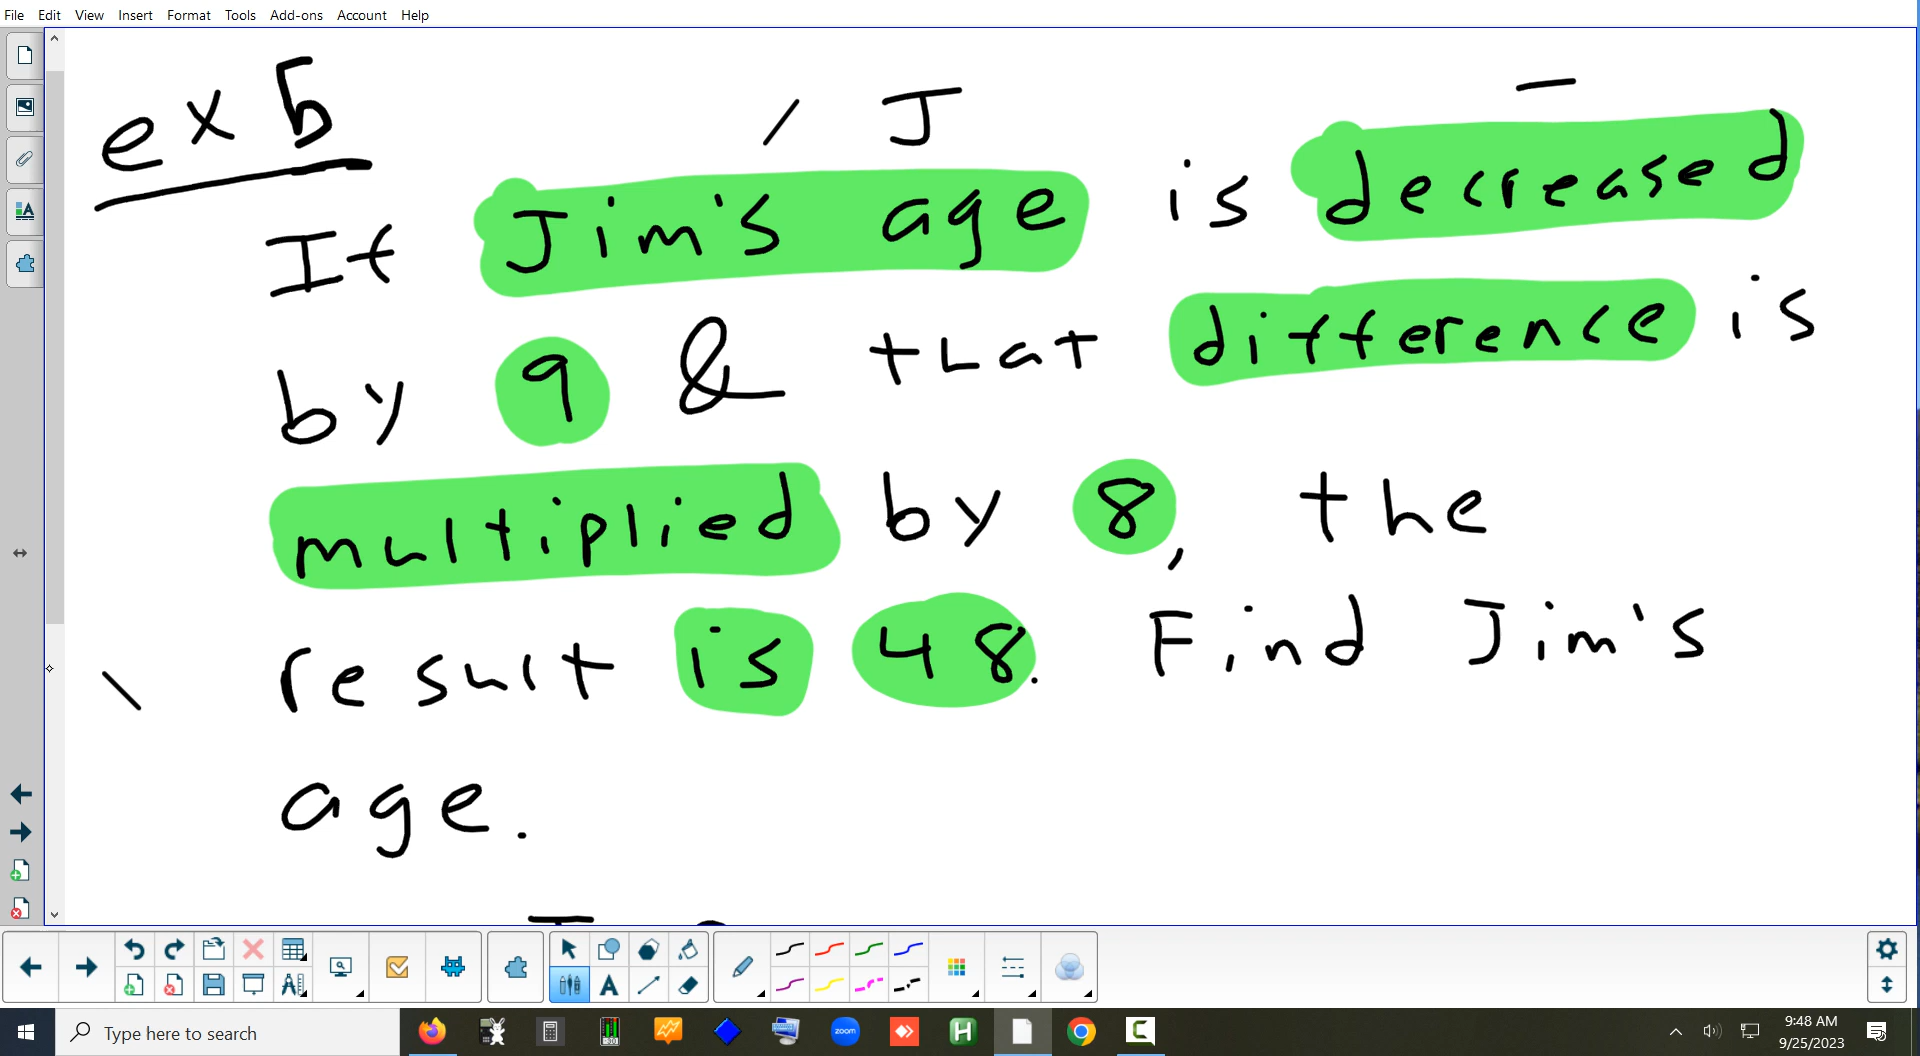 File Edit View Insert Format Tools Add-ons Account Help
ex 5
J —
If Jim's age is decreased
by 9 & that difference is
multiplied by 8, the
result is 48. Find Jim's
age.
Type here to search
zoom
9:48 AM
9/25/2023